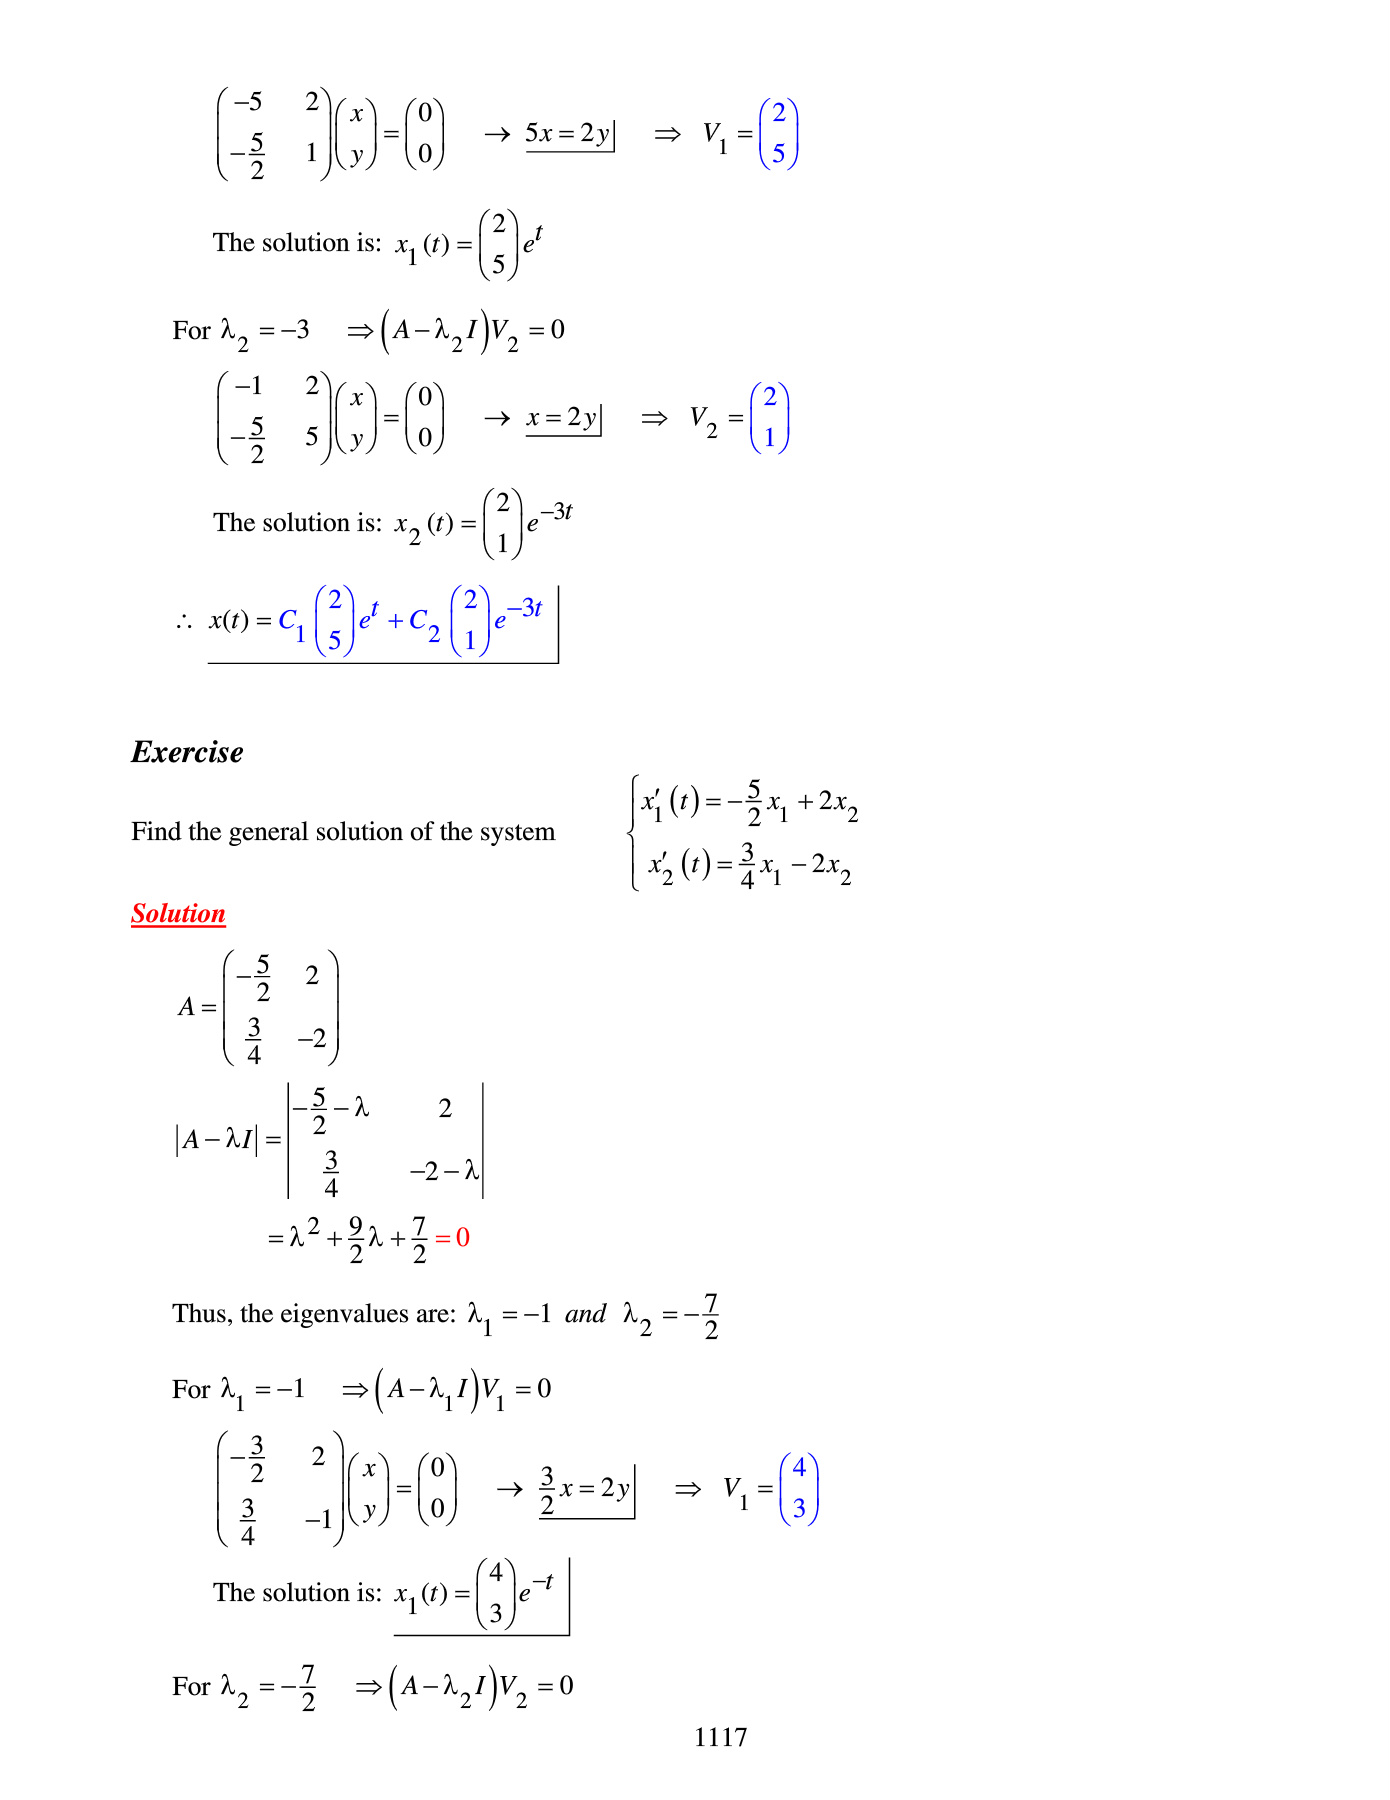 $\begin{pmatrix} -5 & 2 \\ -\frac{5}{2} & 1 \end{pmatrix}\begin{pmatrix} x \\ y \end{pmatrix} = \begin{pmatrix} 0 \\ 0 \end{pmatrix} \quad \rightarrow \underline{5x = 2y|} \quad \Rightarrow \; V_1 = \begin{pmatrix} 2 \\ 5 \end{pmatrix}$
The solution is: $x_1(t) = \begin{pmatrix} 2 \\ 5 \end{pmatrix} e^{t}$
For $\lambda_2 = -3 \quad \Rightarrow (A - \lambda_2 I)V_2 = 0$
$\begin{pmatrix} -1 & 2 \\ -\frac{5}{2} & 5 \end{pmatrix}\begin{pmatrix} x \\ y \end{pmatrix} = \begin{pmatrix} 0 \\ 0 \end{pmatrix} \quad \rightarrow \underline{x = 2y|} \quad \Rightarrow \; V_2 = \begin{pmatrix} 2 \\ 1 \end{pmatrix}$
The solution is: $x_2(t) = \begin{pmatrix} 2 \\ 1 \end{pmatrix} e^{-3t}$
$\therefore \; \underline{x(t) = C_1 \begin{pmatrix} 2 \\ 5 \end{pmatrix} e^{t} + C_2 \begin{pmatrix} 2 \\ 1 \end{pmatrix} e^{-3t}|}$
Exercise
Find the general solution of the system $\begin{cases} x_1'(t) = -\frac{5}{2}x_1 + 2x_2 \\ x_2'(t) = \frac{3}{4}x_1 - 2x_2 \end{cases}$
Solution
$A = \begin{pmatrix} -\frac{5}{2} & 2 \\ \frac{3}{4} & -2 \end{pmatrix}$
$|A - \lambda I| = \begin{vmatrix} -\frac{5}{2} - \lambda & 2 \\ \frac{3}{4} & -2 - \lambda \end{vmatrix}$
$= \lambda^2 + \frac{9}{2}\lambda + \frac{7}{2} = 0$
Thus, the eigenvalues are: $\lambda_1 = -1$ and $\lambda_2 = -\frac{7}{2}$
For $\lambda_1 = -1 \quad \Rightarrow (A - \lambda_1 I)V_1 = 0$
$\begin{pmatrix} -\frac{3}{2} & 2 \\ \frac{3}{4} & -1 \end{pmatrix}\begin{pmatrix} x \\ y \end{pmatrix} = \begin{pmatrix} 0 \\ 0 \end{pmatrix} \quad \rightarrow \underline{\frac{3}{2}x = 2y|} \quad \Rightarrow \; V_1 = \begin{pmatrix} 4 \\ 3 \end{pmatrix}$
The solution is: $\underline{x_1(t) = \begin{pmatrix} 4 \\ 3 \end{pmatrix} e^{-t}|}$
For $\lambda_2 = -\frac{7}{2} \quad \Rightarrow (A - \lambda_2 I)V_2 = 0$
1117